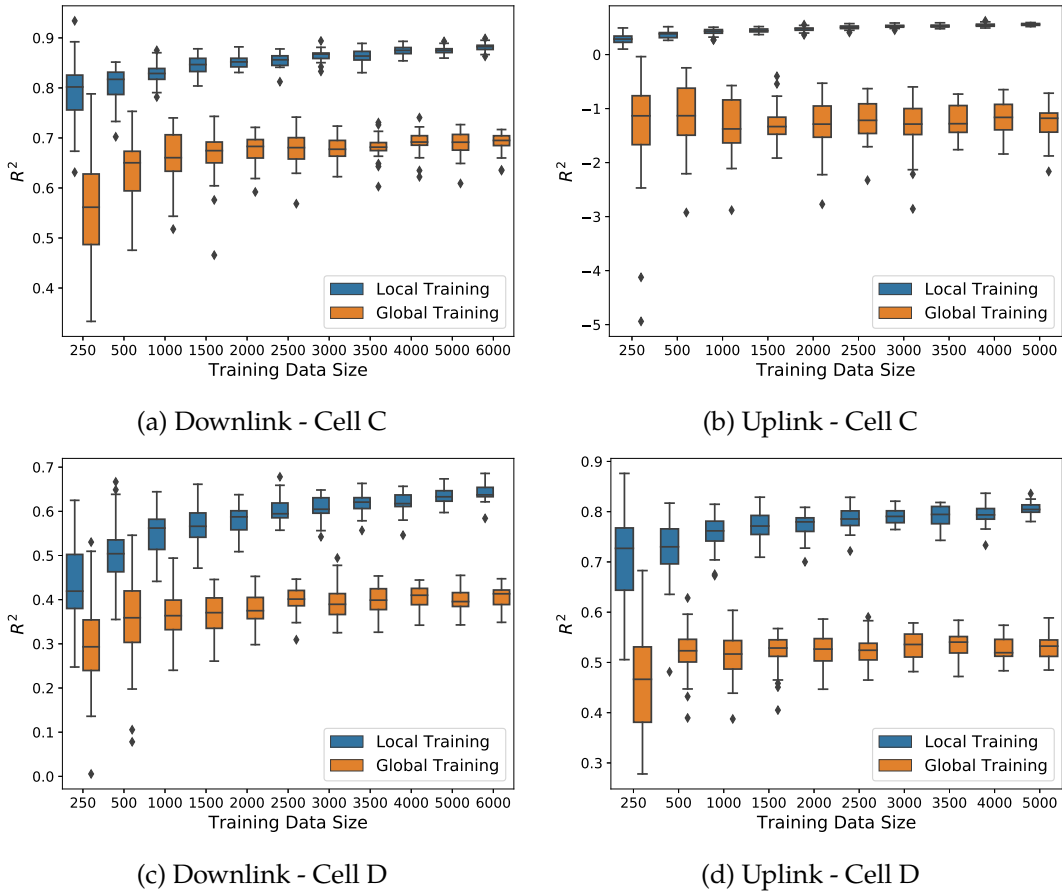 0.9
0.8
0.7
0.6
0.5
0.4
R²
Local Training
Global Training
250 500 1000 1500 2000 2500 3000 3500 4000 5000 6000
Training Data Size
(a) Downlink - Cell C
0
−1
−2
−3
−4
−5
R²
Local Training
Global Training
250 500 1000 1500 2000 2500 3000 3500 4000 5000
Training Data Size
(b) Uplink - Cell C
0.7
0.6
0.5
0.4
0.3
0.2
0.1
0.0
R²
Local Training
Global Training
250 500 1000 1500 2000 2500 3000 3500 4000 5000 6000
Training Data Size
(c) Downlink - Cell D
0.9
0.8
0.7
0.6
0.5
0.4
0.3
R²
Local Training
Global Training
250 500 1000 1500 2000 2500 3000 3500 4000 5000
Training Data Size
(d) Uplink - Cell D